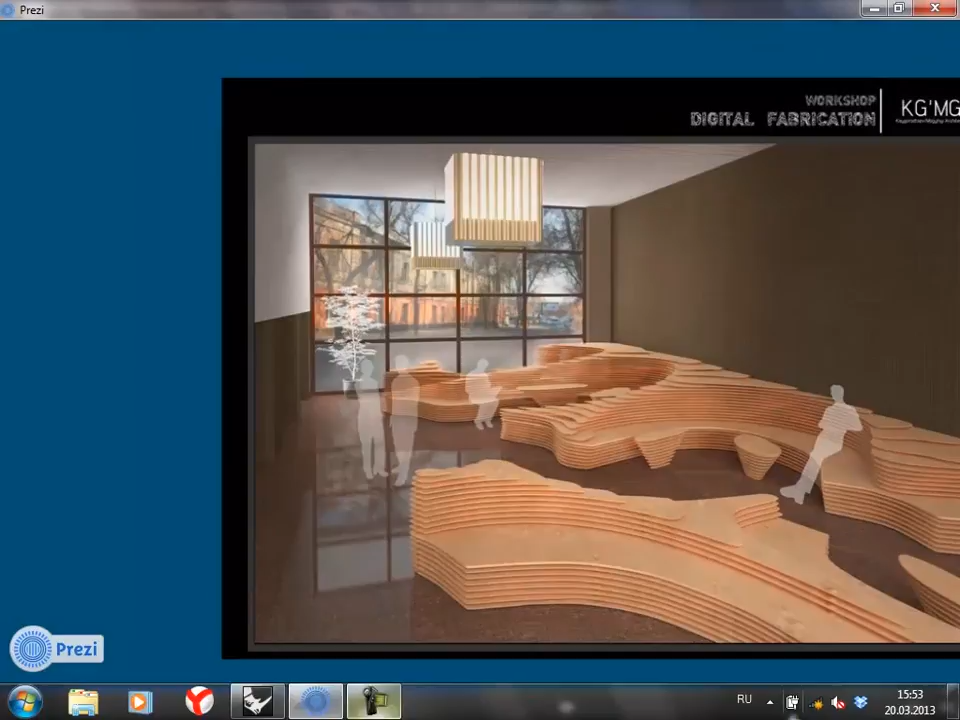 Prezi
WORKSHOP
DIGITAL FABRICATION
KG'MG
Prezi
RU
15:53
20.03.2013